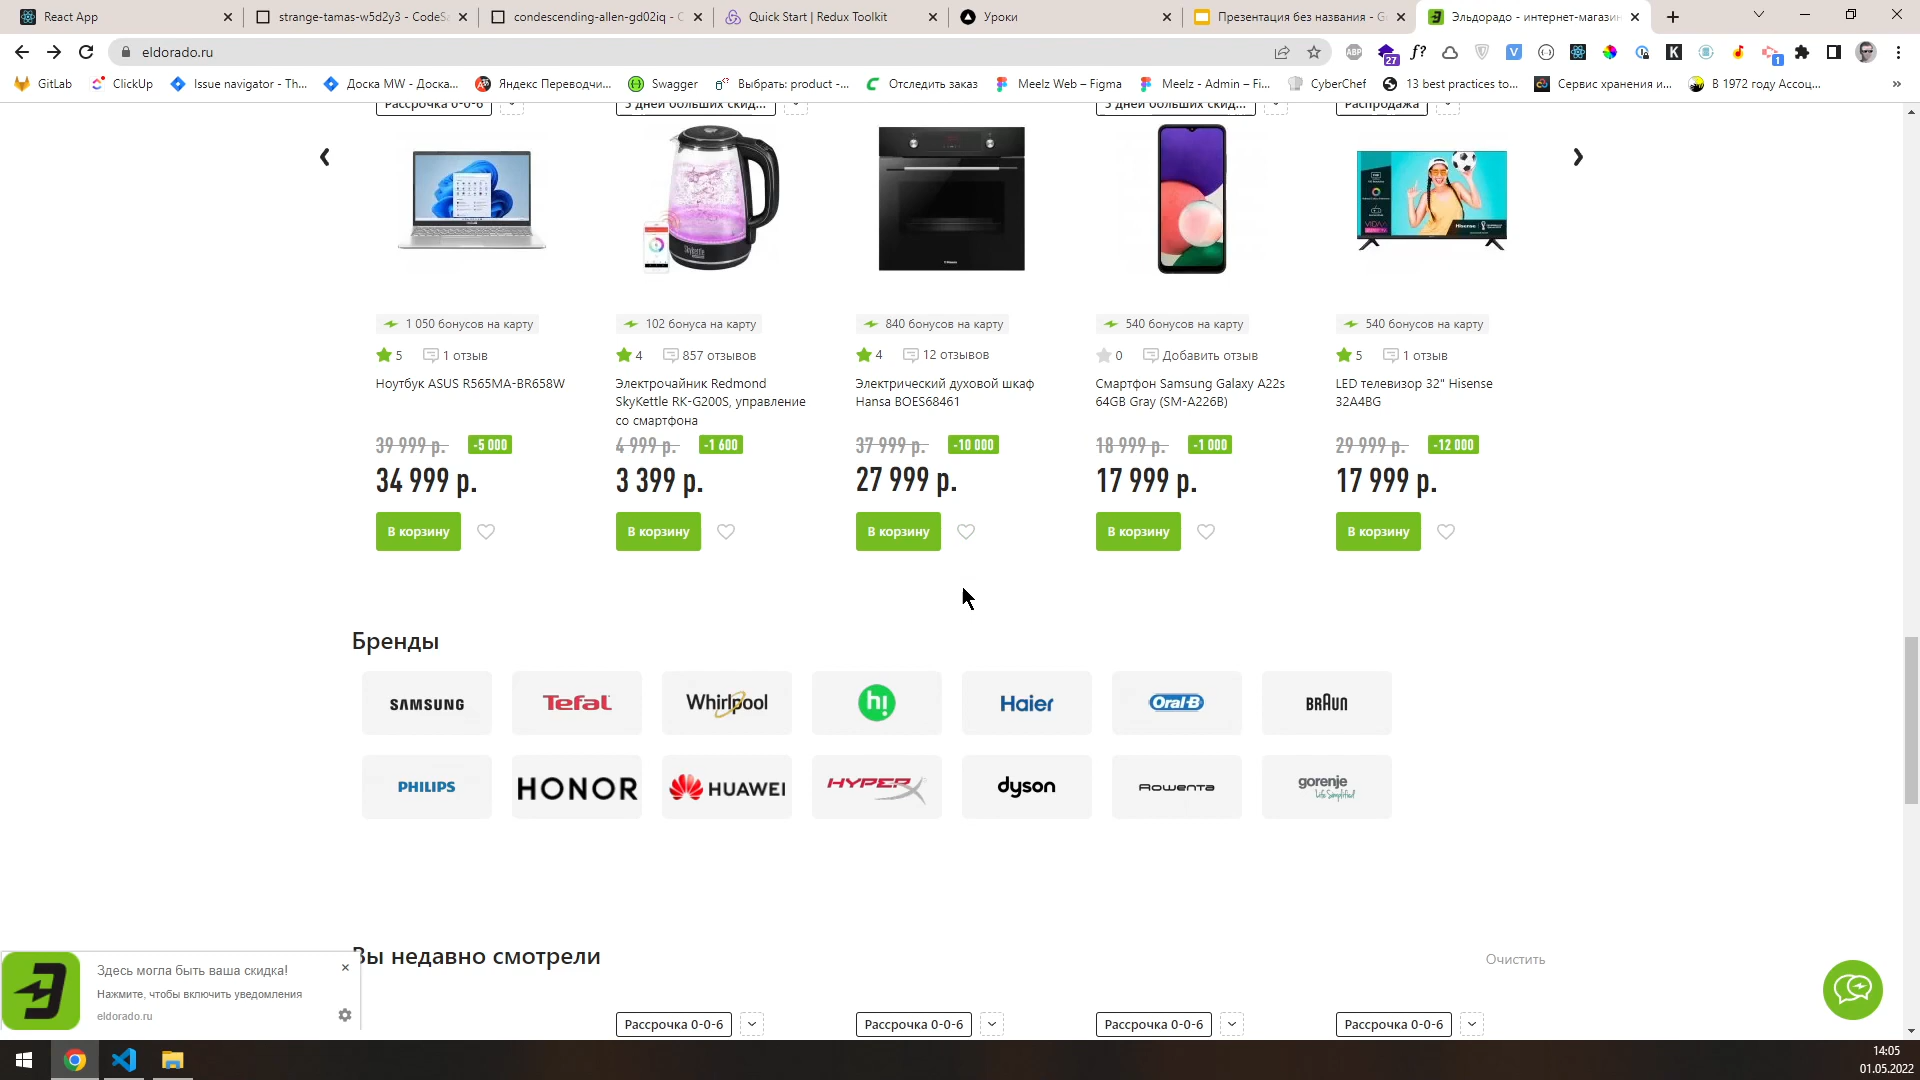 React App
strange-tamas-w5d2y3 - CodeSa
condescending-allen-gd02iq - C
Quick Start | Redux Toolkit
Уроки
Презентация без названия - G
Эльдорадо - интернет-магазин
eldorado.ru
ABP
27
f?
V
K
1
GitLab
ClickUp
Issue navigator - Th...
Доска MW - Доска...
Яндекс Переводчи...
Swagger
Выбрать: product -...
Отследить заказ
Meelz Web – Figma
Meelz - Admin – Fi...
CyberChef
13 best practices to...
Сервис хранения и...
В 1972 году Ассоц...
»
Рассрочка 0-0-6
5 дней больших скид...
5 дней больших скид...
Распродажа
SkyKettle
Hansa
VIDAA
Hisense
1 050 бонусов на карту
102 бонуса на карту
840 бонусов на карту
540 бонусов на карту
540 бонусов на карту
5
1 отзыв
4
857 отзывов
4
12 отзывов
0
Добавить отзыв
5
1 отзыв
Ноутбук ASUS R565MA-BR658W
Электрочайник Redmond
SkyKettle RK-G200S, управление
со смартфона
Электрический духовой шкаф
Hansa BOES68461
Смартфон Samsung Galaxy A22s
64GB Gray (SM-A226B)
LED телевизор 32" Hisense
32A4BG
39 999 р.
-5 000
4 999 р.
-1 600
37 999 р.
-10 000
18 999 р.
-1 000
29 999 р.
-12 000
34 999 р.
3 399 р.
27 999 р.
17 999 р.
17 999 р.
В корзину
В корзину
В корзину
В корзину
В корзину
Бренды
SAMSUNG
Tefal
Whirlpool
hi
Haier
Oral-B
BRAUN
PHILIPS
HONOR
HUAWEI
HYPERX
dyson
Rowenta
gorenje
Life Simplified
Вы недавно смотрели
Очистить
Здесь могла быть ваша скидка!
Нажмите, чтобы включить уведомления
eldorado.ru
Рассрочка 0-0-6
Рассрочка 0-0-6
Рассрочка 0-0-6
Рассрочка 0-0-6
14:05
01.05.2022